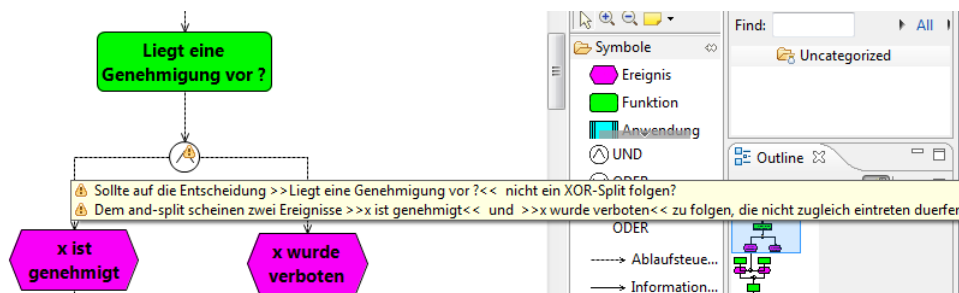 Liegt eine
Genehmigung vor ?
x ist
genehmigt
x wurde
verboten
Sollte auf die Entscheidung >>Liegt eine Genehmigung vor ?<< nicht ein XOR-Split folgen?
Dem and-split scheinen zwei Ereignisse >>x ist genehmigt<< und >>x wurde verboten<< zu folgen, die nicht zugleich eintreten duerfen
Symbole
Ereignis
Funktion
Anwendung
UND
ODER
ODER
Ablaufsteue...
Information...
Find:
All
Uncategorized
Outline